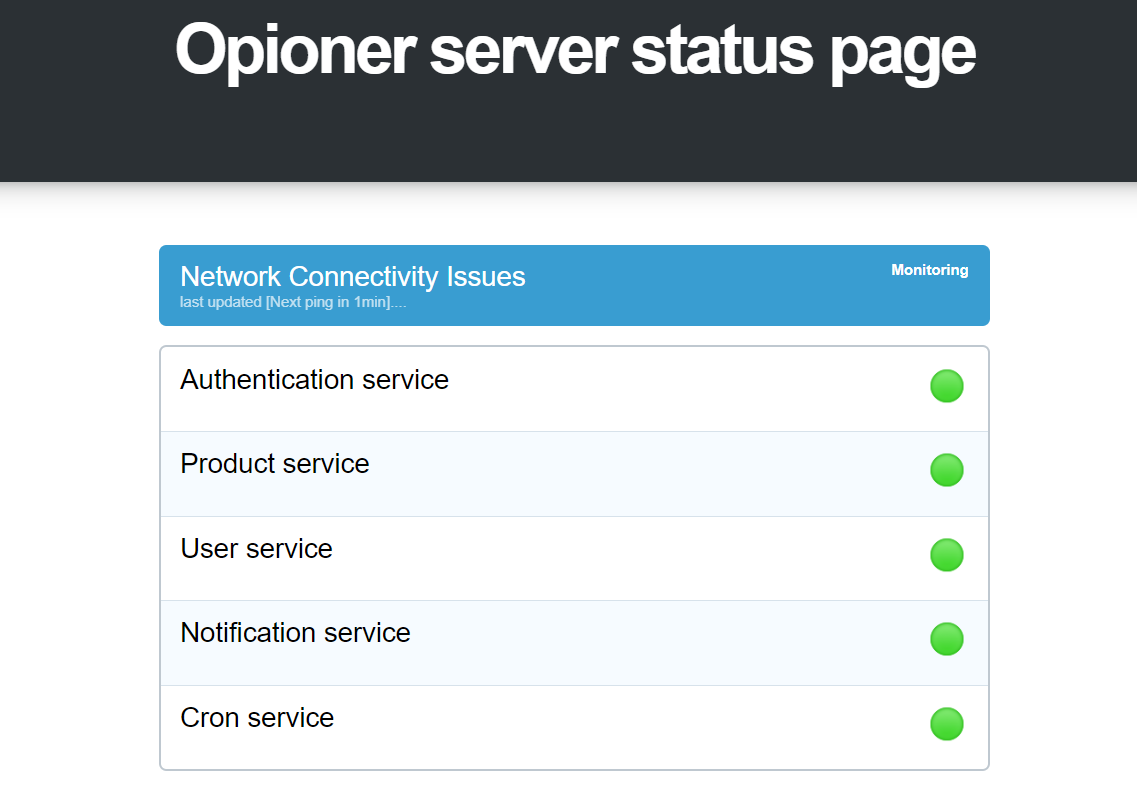 Opioner server status page
Network Connectivity Issues
Monitoring
last updated [Next ping in 1min]....
Authentication service
Product service
User service
Notification service
Cron service